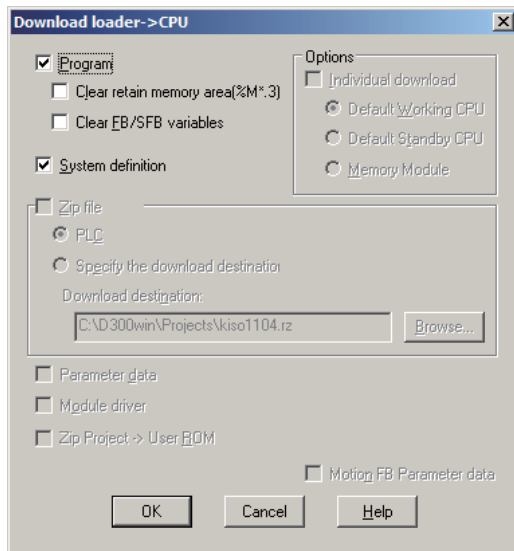 Download loader->CPU
Program
Clear retain memory area(%M*.3)
Clear FB/SFB variables
System definition
Options
Individual download
Default Working CPU
Default Standby CPU
Memory Module
Zip file
PLC
Specify the download destination
Download destination:
C:\D300win\Projects\kiso1104.rz
Browse...
Parameter data
Module driver
Zip Project -> User ROM
Motion FB Parameter data
OK
Cancel
Help